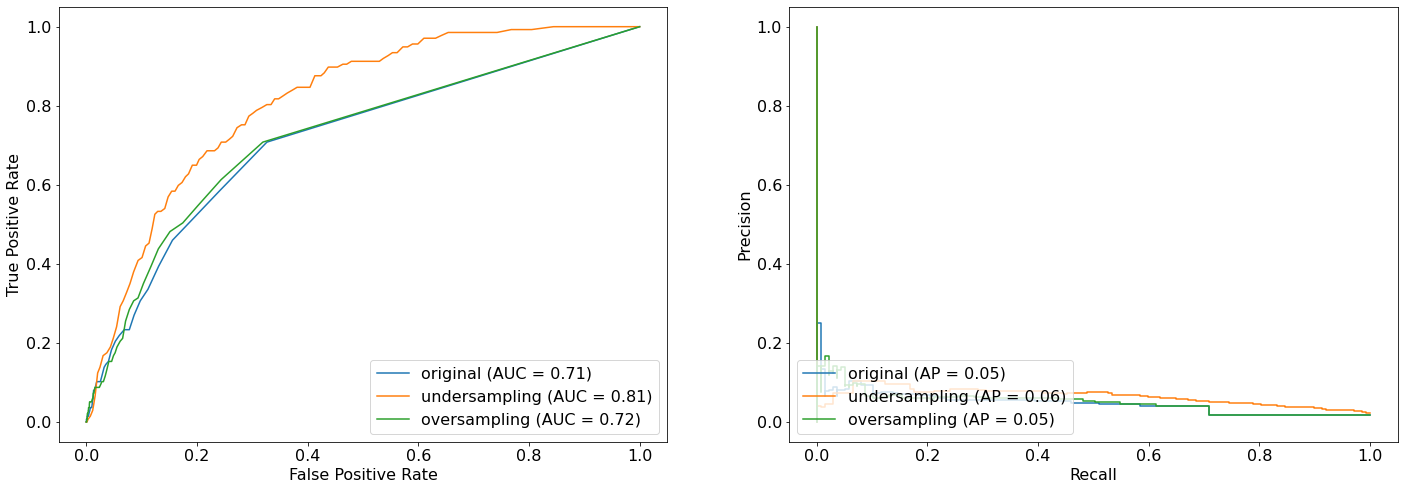 1.0
0.8
0.6
0.4
0.2
0.0
True Positive Rate
0.0 0.2 0.4 0.6 0.8 1.0
False Positive Rate
original (AUC = 0.71)
undersampling (AUC = 0.81)
oversampling (AUC = 0.72)
1.0
0.8
0.6
0.4
0.2
0.0
Precision
0.0 0.2 0.4 0.6 0.8 1.0
Recall
original (AP = 0.05)
undersampling (AP = 0.06)
oversampling (AP = 0.05)